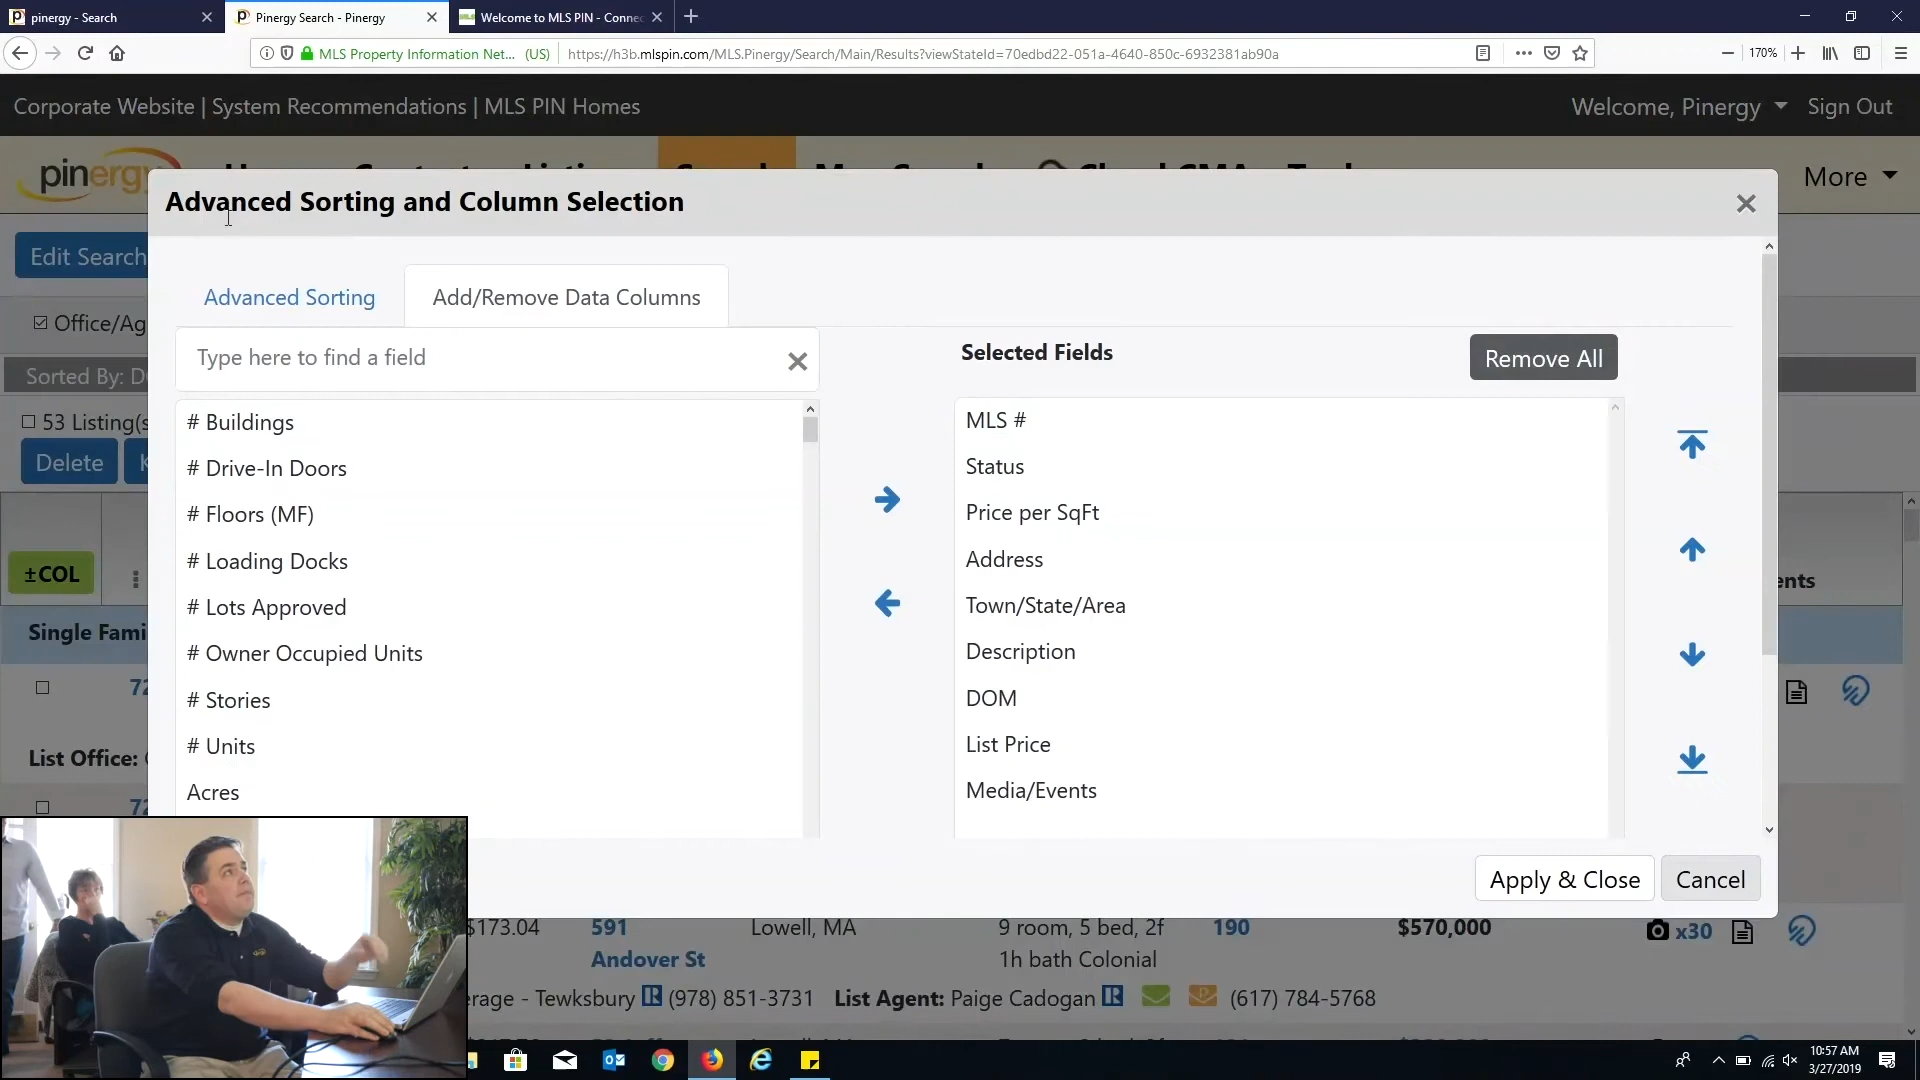 pinergy - Search
Pinergy Search - Pinergy
Welcome to MLS PIN - Connec
MLS Property Information Net... (US)
https://h3b.mlspin.com/MLS.Pinergy/Search/Main/Results?viewStateId=70edbd22-051a-4640-850c-6932381ab90a
170%
Corporate Website | System Recommendations | MLS PIN Homes
Welcome, Pinergy
Sign Out
pinergy
More
Advanced Sorting and Column Selection
Edit Search
Advanced Sorting
Add/Remove Data Columns
Office/Ag
Type here to find a field
Selected Fields
Remove All
Sorted By: D
53 Listing(s
Delete
# Buildings
# Drive-In Doors
# Floors (MF)
# Loading Docks
# Lots Approved
# Owner Occupied Units
# Stories
# Units
Acres
MLS #
Status
Price per SqFt
Address
Town/State/Area
Description
DOM
List Price
Media/Events
±COL
ents
Single Fami
72
List Office:
72
Apply & Close
Cancel
$173.04
591
Andover St
Lowell, MA
9 room, 5 bed, 2f
1h bath Colonial
190
$570,000
x30
erage - Tewksbury (978) 851-3731 List Agent: Paige Cadogan (617) 784-5768
10:57 AM
3/27/2019